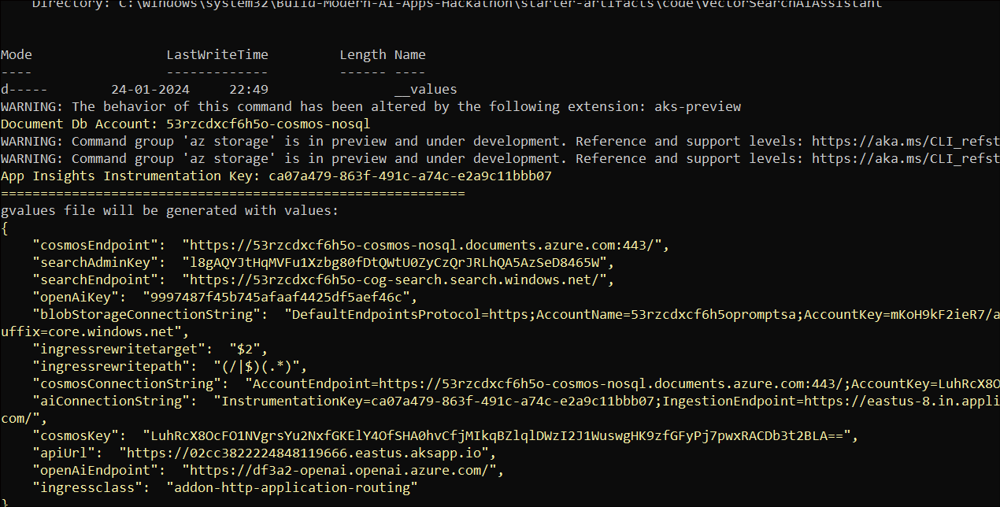 Directory: C:\Windows\system32\Build-Modern-AI-Apps-Hackathon\starter-artifacts\code\VectorSearchAiAssistant
Mode                 LastWriteTime         Length Name
----                 -------------         ------ ----
d-----        24-01-2024     22:49                __values
WARNING: The behavior of this command has been altered by the following extension: aks-preview
Document Db Account: 53rzcdxcf6h5o-cosmos-nosql
WARNING: Command group 'az storage' is in preview and under development. Reference and support levels: https://aka.ms/CLI_refst
WARNING: Command group 'az storage' is in preview and under development. Reference and support levels: https://aka.ms/CLI_refst
App Insights Instrumentation Key: ca07a479-863f-491c-a74c-e2a9c11bbb07
===========================================================
gvalues file will be generated with values:
{
    "cosmosEndpoint":  "https://53rzcdxcf6h5o-cosmos-nosql.documents.azure.com:443/",
    "searchAdminKey":  "l8gAQYJtHqMVFu1Xzbg80fDtQWtU0ZyCzQrJRLhQA5AzSeD8465W",
    "searchEndpoint":  "https://53rzcdxcf6h5o-cog-search.search.windows.net/",
    "openAiKey":  "9997487f45b745afaaf4425df5aef46c",
    "blobStorageConnectionString":  "DefaultEndpointsProtocol=https;AccountName=53rzcdxcf6h5opromptsa;AccountKey=mKoH9kF2ieR7/a
uffix=core.windows.net",
    "ingressrewritetarget":  "$2",
    "ingressrewritepath":  "(/|$)(.*)",
    "cosmosConnectionString":  "AccountEndpoint=https://53rzcdxcf6h5o-cosmos-nosql.documents.azure.com:443/;AccountKey=LuhRcX8O
    "aiConnectionString":  "InstrumentationKey=ca07a479-863f-491c-a74c-e2a9c11bbb07;IngestionEndpoint=https://eastus-8.in.appli
com/",
    "cosmosKey":  "LuhRcX8OcFO1NVgrsYu2NxfGKElY4OfSHA0hvCfjMIkqBZlqlDWzI2J1WuswgHK9zfGFyPj7pwxRACDb3t2BLA==",
    "apiUrl":  "https://02cc3822224848119666.eastus.aksapp.io",
    "openAiEndpoint":  "https://df3a2-openai.openai.azure.com/",
    "ingressclass":  "addon-http-application-routing"
}